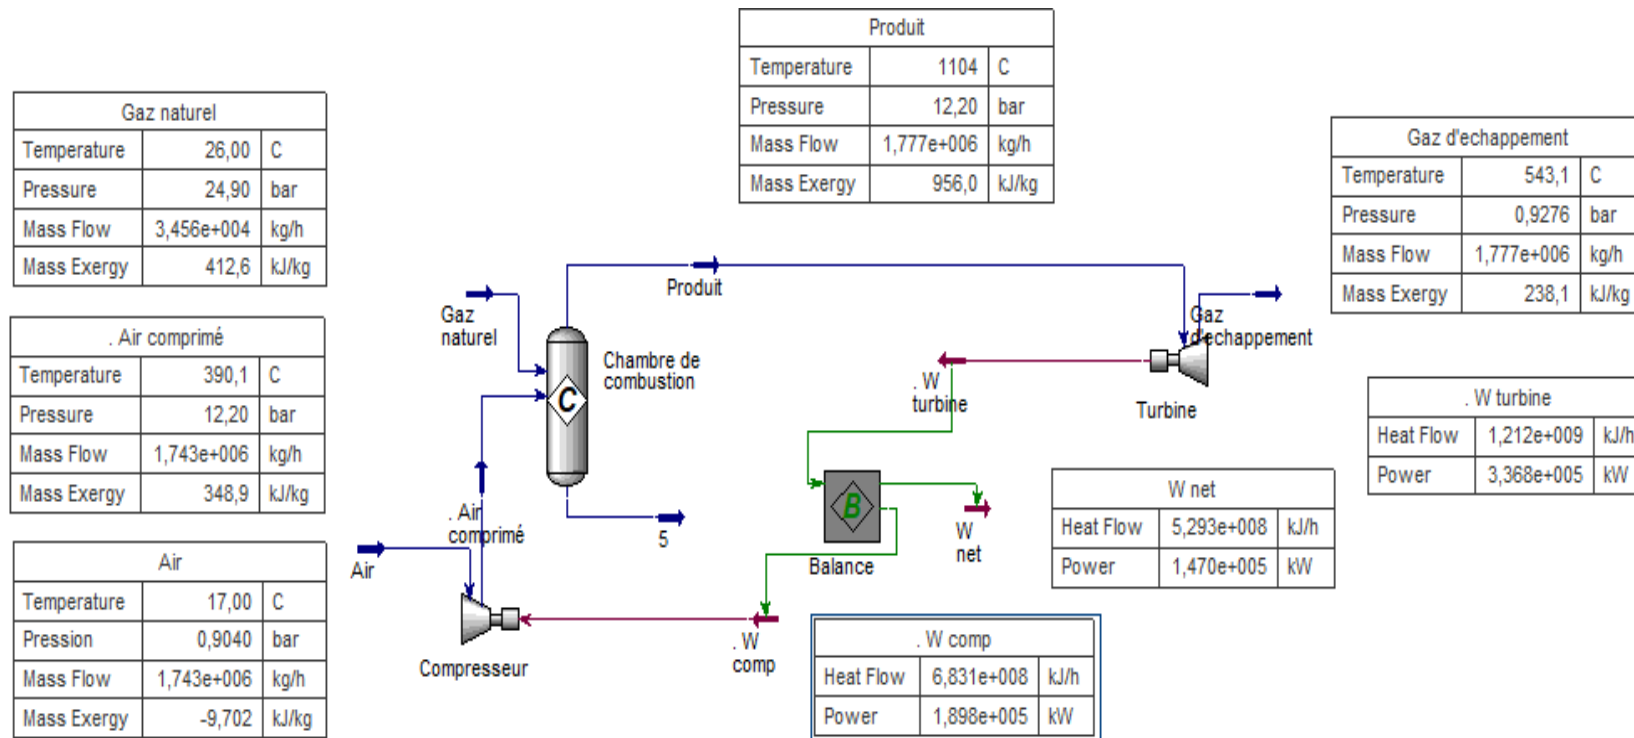 Produit
Temperature 1104 C
Pressure 12,20 bar
Mass Flow 1,777e+006 kg/h
Mass Exergy 956,0 kJ/kg
Gaz naturel
Temperature 26,00 C
Pressure 24,90 bar
Mass Flow 3,456e+004 kg/h
Mass Exergy 412,6 kJ/kg
Gaz d'echappement
Temperature 543,1 C
Pressure 0,9276 bar
Mass Flow 1,777e+006 kg/h
Mass Exergy 238,1 kJ/kg
. Air comprimé
Temperature 390,1 C
Pressure 12,20 bar
Mass Flow 1,743e+006 kg/h
Mass Exergy 348,9 kJ/kg
Air
Temperature 17,00 C
Pression 0,9040 bar
Mass Flow 1,743e+006 kg/h
Mass Exergy -9,702 kJ/kg
Gaz
naturel
Produit
Chambre de
combustion
C
Gaz
d'echappement
. W
turbine
Turbine
. W turbine
Heat Flow 1,212e+009 kJ/h
Power 3,368e+005 kW
. Air
comprimé
5
B
Balance
W
net
W net
Heat Flow 5,293e+008 kJ/h
Power 1,470e+005 kW
Air
Compresseur
. W
comp
. W comp
Heat Flow 6,831e+008 kJ/h
Power 1,898e+005 kW